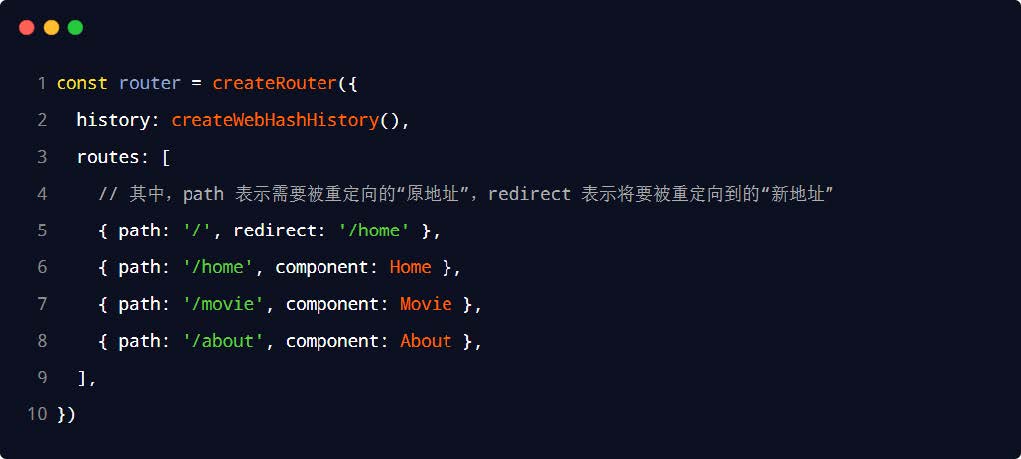 1 const router = createRouter({
2   history: createWebHashHistory(),
3   routes: [
4     // 其中，path 表示需要被重定向的“原地址”，redirect 表示将要被重定向到的“新地址”
5     { path: '/', redirect: '/home' },
6     { path: '/home', component: Home },
7     { path: '/movie', component: Movie },
8     { path: '/about', component: About },
9   ],
10 })